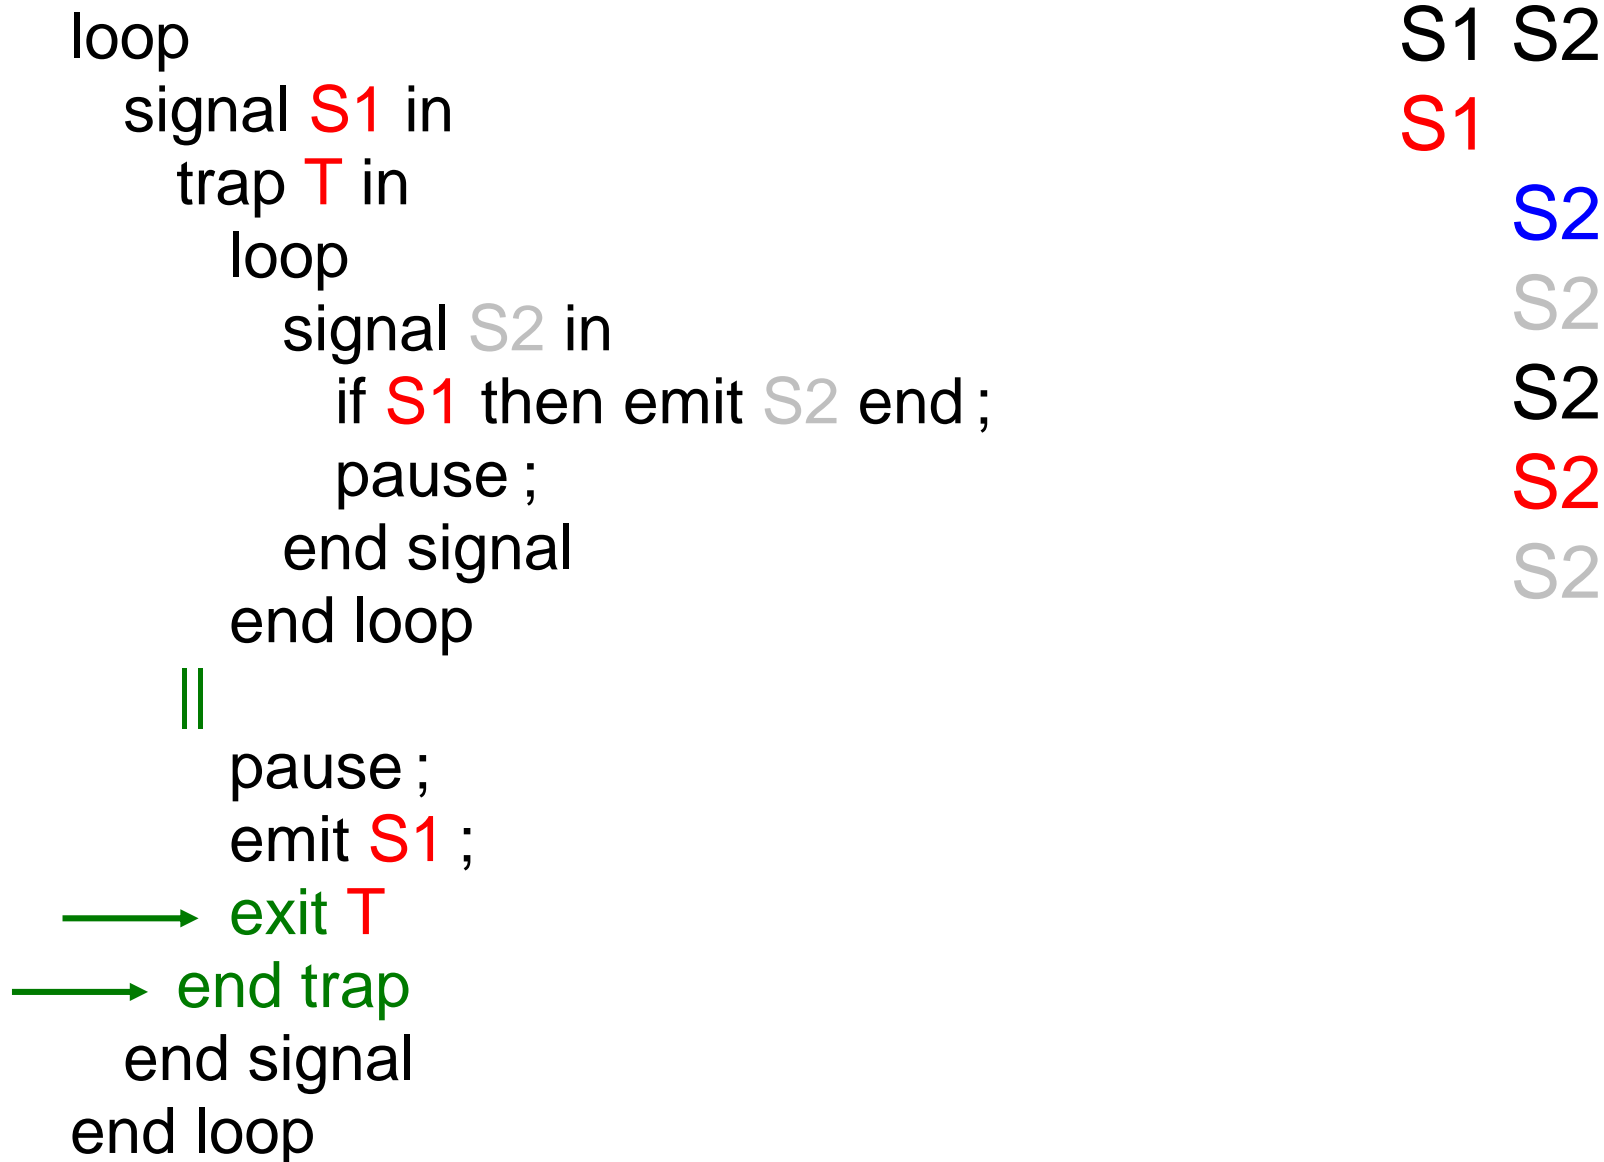 loop
signal S1 in
trap T in
loop
signal S2 in
if S1 then emit S2 end ;
pause ;
end signal
end loop
||
pause ;
emit S1 ;
exit T
end trap
end signal
end loop
S1 S2
S1
S2
S2
S2
S2
S2